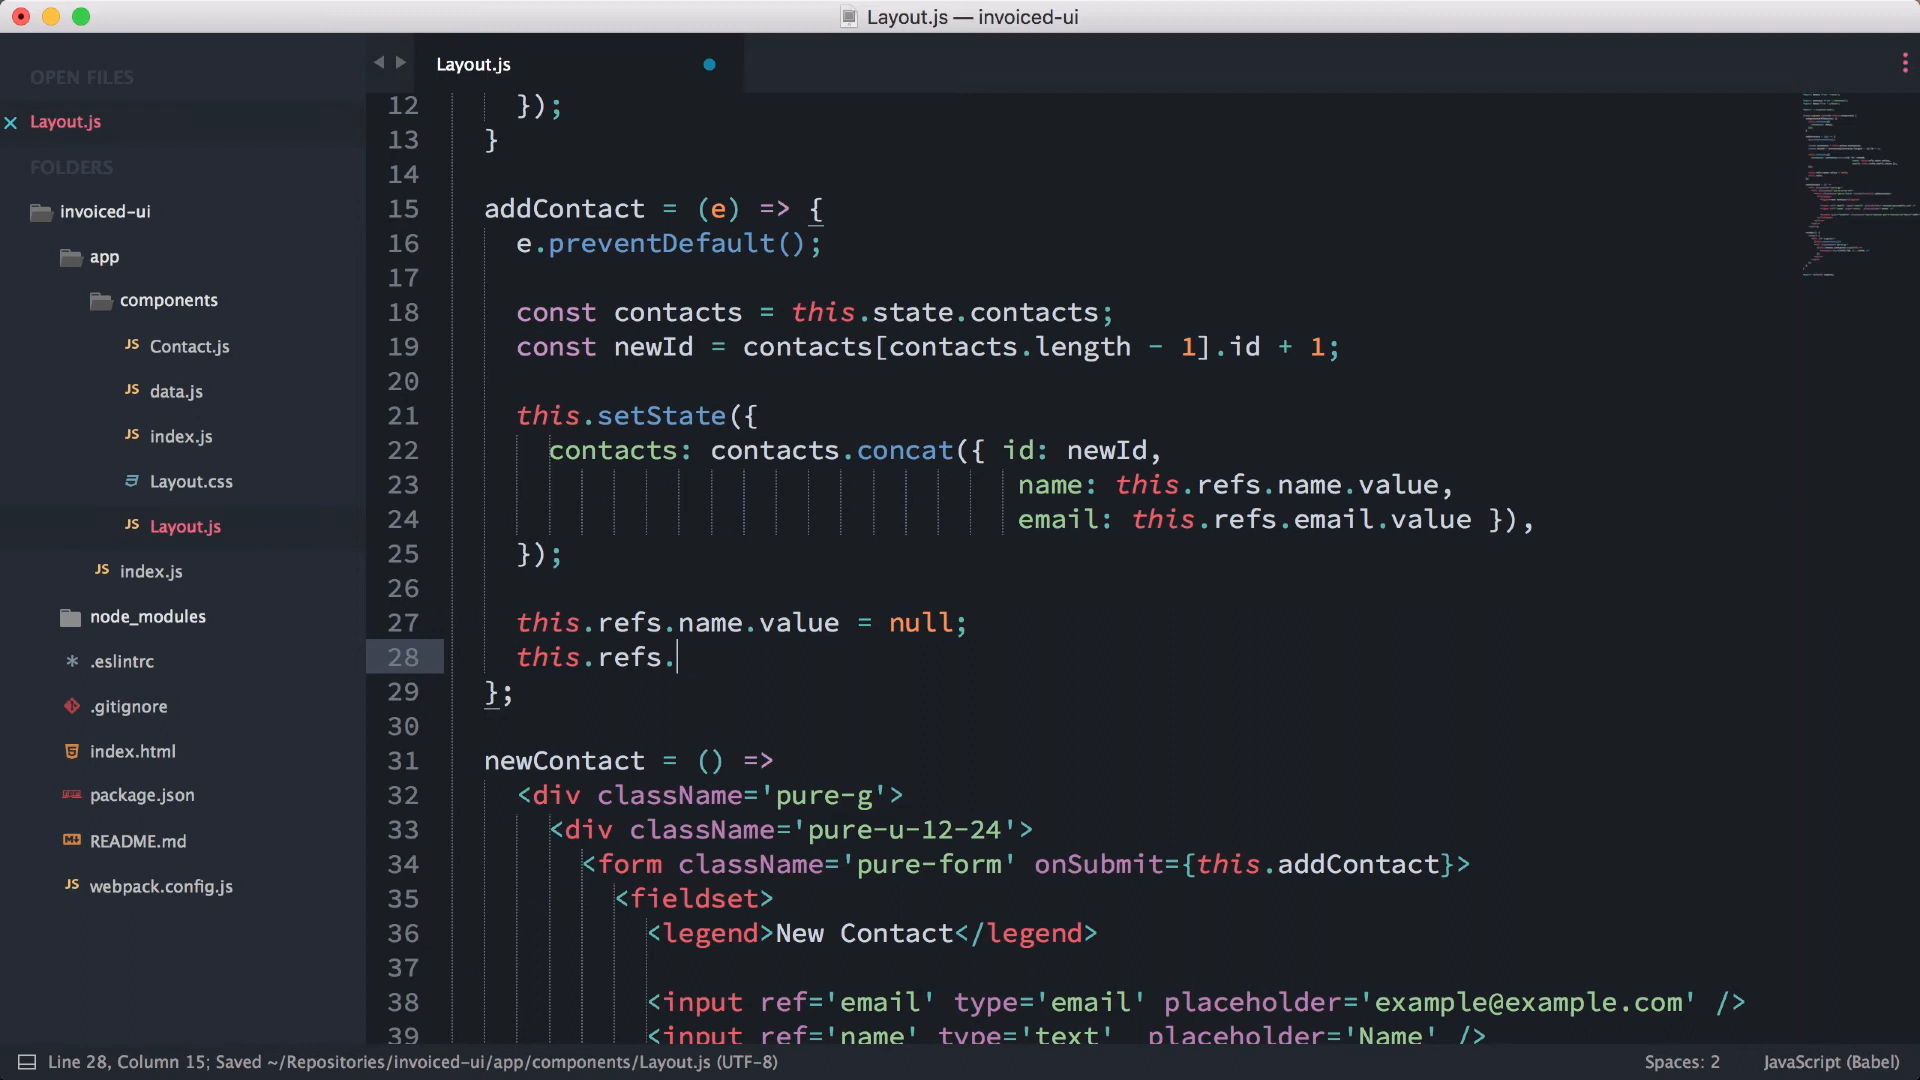 Layout.js — invoiced-ui
OPEN FILES
Layout.js
FOLDERS
invoiced-ui
app
components
JS Contact.js
JS data.js
JS index.js
Layout.css
JS Layout.js
JS index.js
node_modules
.eslintrc
.gitignore
index.html
package.json
README.md
JS webpack.config.js
Layout.js
12 });
13 }
14
15 addContact = (e) => {
16 e.preventDefault();
17
18 const contacts = this.state.contacts;
19 const newId = contacts[contacts.length - 1].id + 1;
20
21 this.setState({
22 contacts: contacts.concat({ id: newId,
23 name: this.refs.name.value,
24 email: this.refs.email.value }),
25 });
26
27 this.refs.name.value = null;
28 this.refs.
29 };
30
31 newContact = () =>
32 <div className='pure-g'>
33 <div className='pure-u-12-24'>
34 <form className='pure-form' onSubmit={this.addContact}>
35 <fieldset>
36 <legend>New Contact</legend>
37
38 <input ref='email' type='email' placeholder='example@example.com' />
39 <input ref='name' type='text' placeholder='Name' />
Line 28, Column 15; Saved ~/Repositories/invoiced-ui/app/components/Layout.js (UTF-8)
Spaces: 2
JavaScript (Babel)